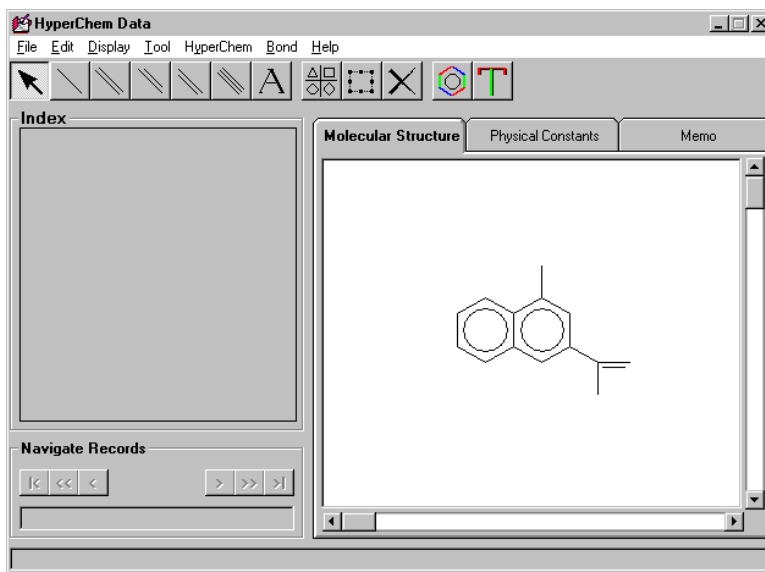 HyperChem Data
File Edit Display Tool HyperChem Bond Help
A
Index
Molecular Structure Physical Constants Memo
Navigate Records
|< << < > >> >|